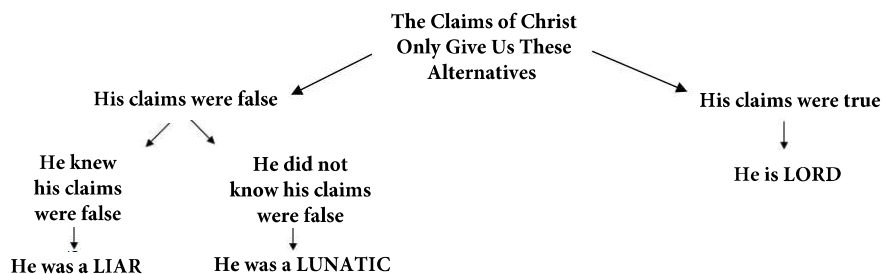 The Claims of Christ
Only Give Us These
Alternatives
His claims were false
His claims were true
He knew
his claims
were false
He did not
know his claims
were false
He is LORD
He was a LIAR
He was a LUNATIC